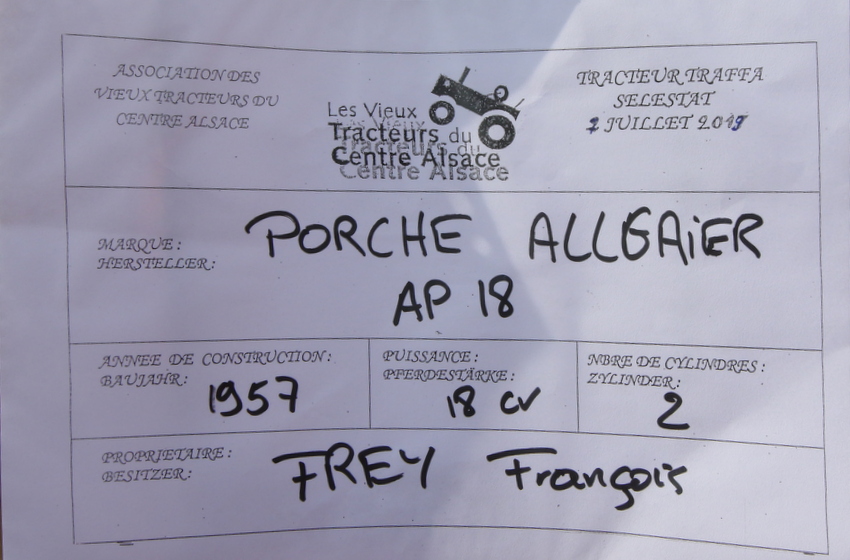 ASSOCIATION DES
VIEUX TRACTEURS DU
CENTRE ALSACE
Les Vieux
Tracteurs du
Centre Alsace
TRACTEUR TRAFFA
SELESTAT
7 JUILLET 2019
MARQUE :
HERSTELLER :
PORCHE ALLGAiER
AP 18
ANNEE DE CONSTRUCTION :
BAUJAHR :
1957
PUISSANCE :
PFERDESTÄRKE :
18 CV
NBRE DE CYLINDRES :
ZYLINDER :
2
PROPRIETAIRE :
BESITZER :
FREY François